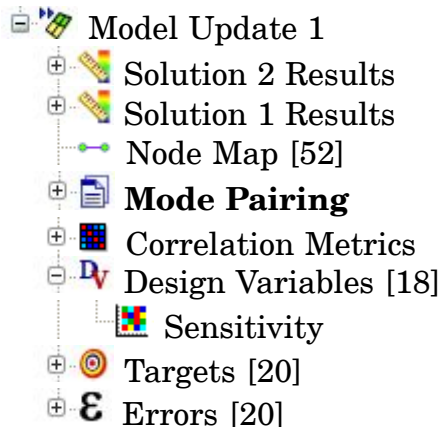 Model Update 1
Solution 2 Results
Solution 1 Results
Node Map [52]
Mode Pairing
Correlation Metrics
Design Variables [18]
Sensitivity
Targets [20]
Errors [20]